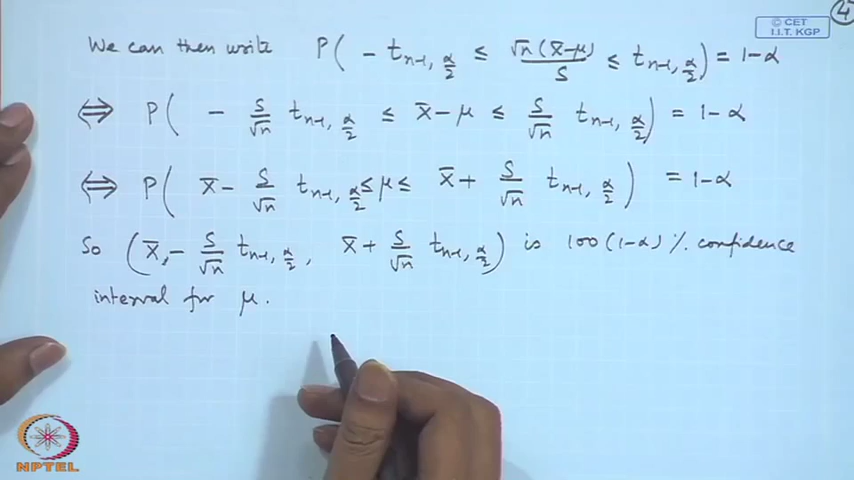 4
© CET
I.I.T. KGP
We can then write P( - t_{n-1, α/2} ≤ √n(X̄-μ)/S ≤ t_{n-1, α/2} ) = 1-α
⟺ P( - S/√n t_{n-1, α/2} ≤ X̄-μ ≤ S/√n t_{n-1, α/2} ) = 1-α
⟺ P( X̄ - S/√n t_{n-1, α/2} ≤ μ ≤ X̄ + S/√n t_{n-1, α/2} ) = 1-α
So ( X̄, - S/√n t_{n-1, α/2}, X̄ + S/√n t_{n-1, α/2} ) is 100(1-α) %. confidence
interval for μ.
NPTEL